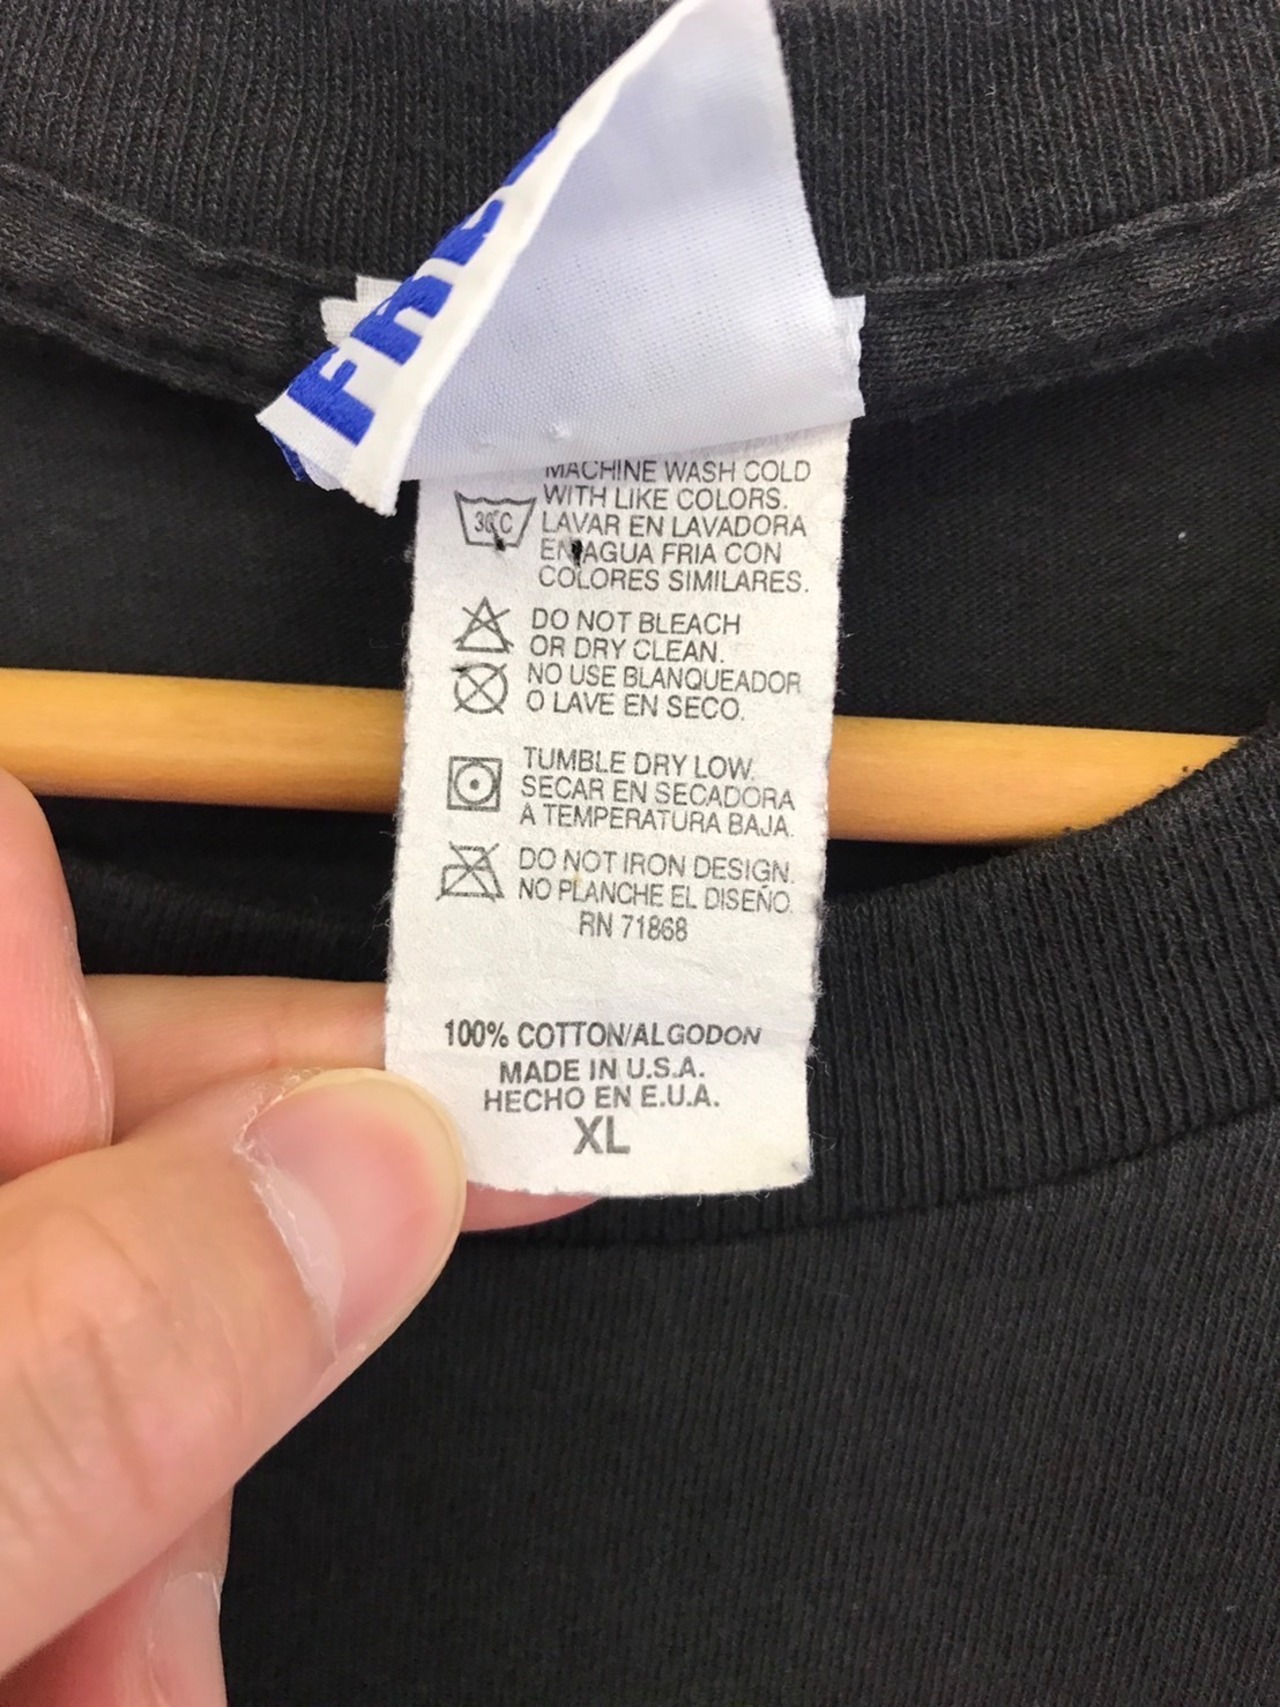 MACHINE WASH COLD
WITH LIKE COLORS.
30°C
LAVAR EN LAVADORA
EN AGUA FRIA CON
COLORES SIMILARES.
DO NOT BLEACH
OR DRY CLEAN.
NO USE BLANQUEADOR
O LAVE EN SECO.
TUMBLE DRY LOW.
SECAR EN SECADORA
A TEMPERATURA BAJA.
DO NOT IRON DESIGN.
NO PLANCHE EL DISEÑO.
RN 71868
100% COTTON/ALGODON
MADE IN U.S.A.
HECHO EN E.U.A.
XL